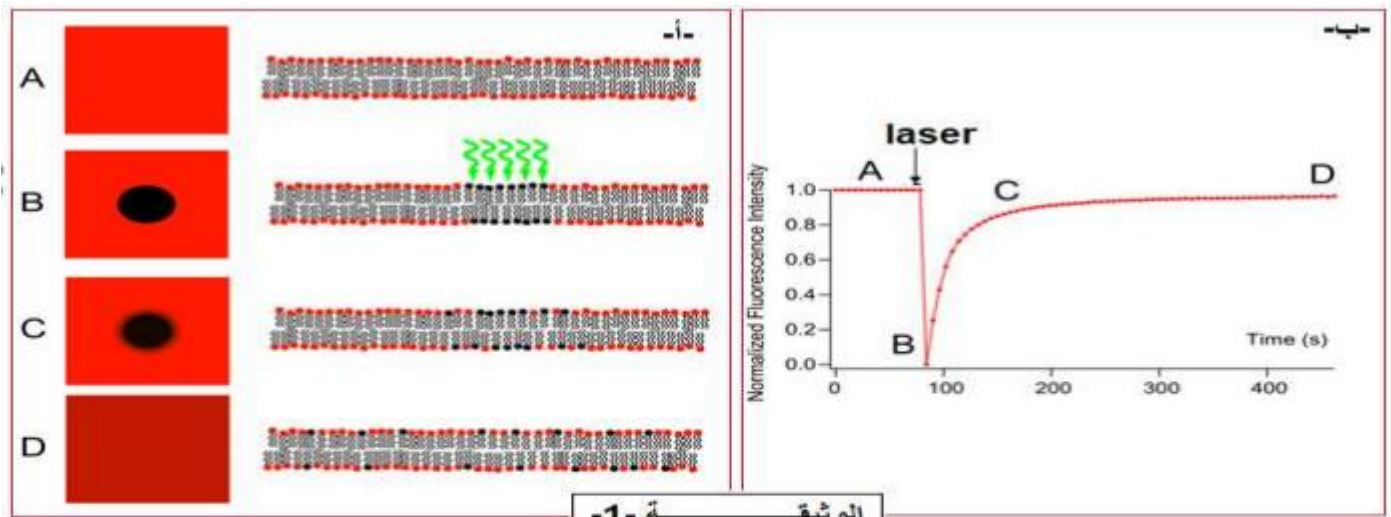 -أ-
A
B
C
D
-ب-
laser
A
C
D
B
Normalized Fluorescence Intensity
1.0
0.8
0.6
0.4
0.2
0.0
Time (s)
0 100 200 300 400
الوثيقـــــــــة -1-